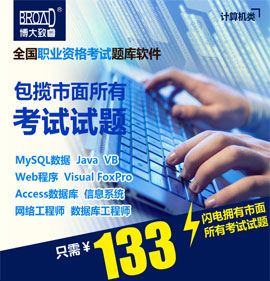 BROAD®
博大致睿
计算机类
全国职业资格考试题库软件
包揽市面所有
考试试题
MySQL数据 Java VB
Web程序 Visual FoxPro
Access数据库 信息系统
网络工程师 数据库工程师
闪电拥有市面
所有考试试题
只需¥133